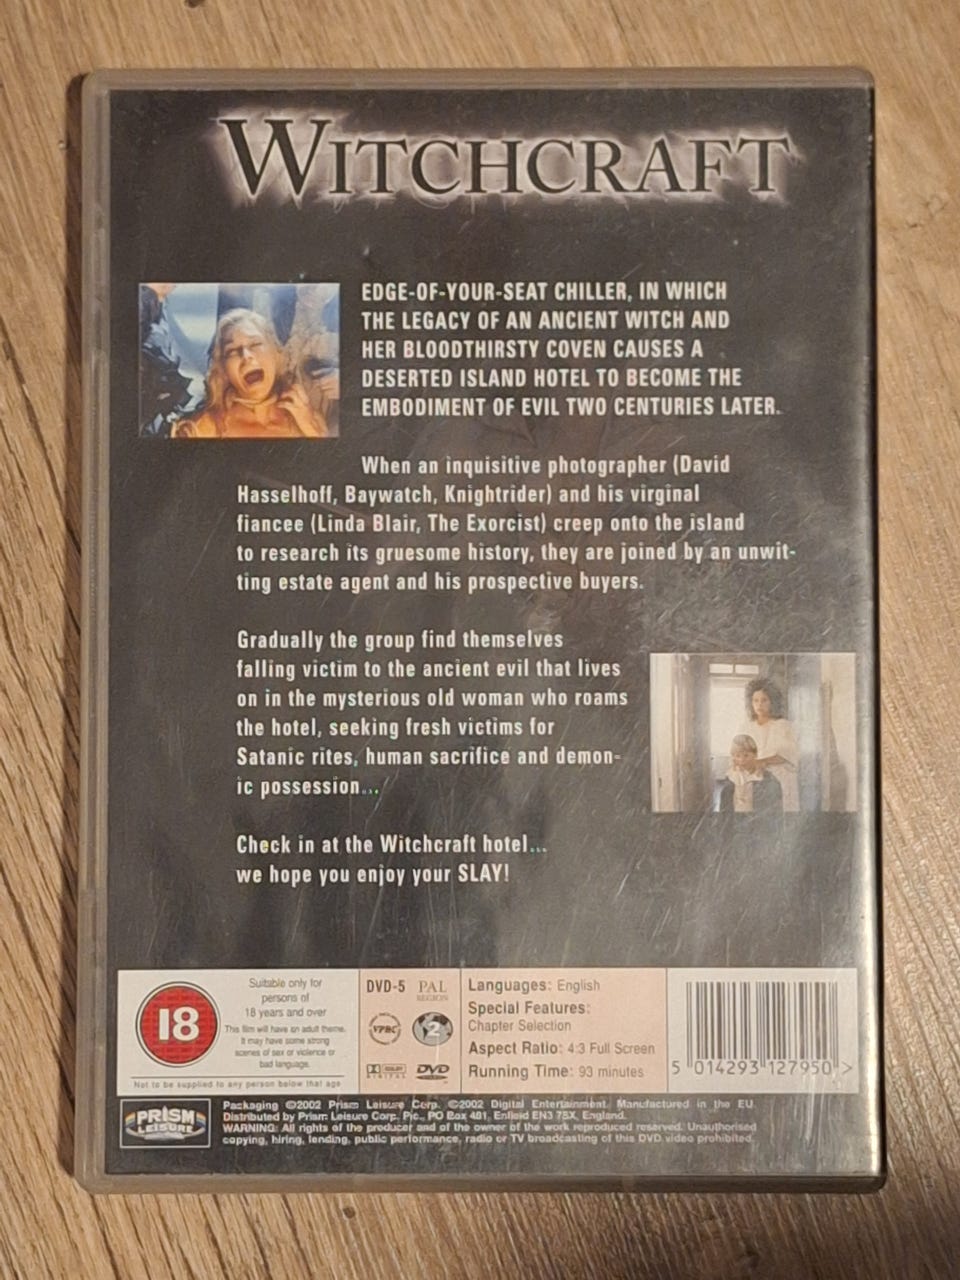 WITCHCRAFT
EDGE-OF-YOUR-SEAT CHILLER, IN WHICH
THE LEGACY OF AN ANCIENT WITCH AND
HER BLOODTHIRSTY COVEN CAUSES A
DESERTED ISLAND HOTEL TO BECOME THE
EMBODIMENT OF EVIL TWO CENTURIES LATER.
When an inquisitive photographer (David
Hasselhoff, Baywatch, Knightrider) and his virginal
fiancee (Linda Blair, The Exorcist) creep onto the island
to research its gruesome history, they are joined by an unwit-
ting estate agent and his prospective buyers.
Gradually the group find themselves
falling victim to the ancient evil that lives
on in the mysterious old woman who roams
the hotel, seeking fresh victims for
Satanic rites, human sacrifice and demon-
ic possession...
Check in at the Witchcraft hotel...
we hope you enjoy your SLAY!
18
Suitable only for
persons of
18 years and over
This film will have an adult theme.
It may have some strong
scenes of sex or violence or
bad language.
Not to be supplied to any person below that age
DVD-5 PAL
REGION
VPRC 2
DOLBY
DIGITAL DVD
Languages: English
Special Features:
Chapter Selection
Aspect Ratio: 4:3 Full Screen
Running Time: 93 minutes
5 014293 127950 >
PRISM
LEISURE
Packaging ©2002 Prism Leisure Corp. ©2002 Digital Entertainment. Manufactured in the EU.
Distributed by Prism Leisure Corp. Plc., PO Box 481, Enfield EN3 7SX, England.
WARNING: All rights of the producer and of the owner of the work reproduced reserved. Unauthorised
copying, hiring, lending, public performance, radio or TV broadcasting of this DVD video prohibited.